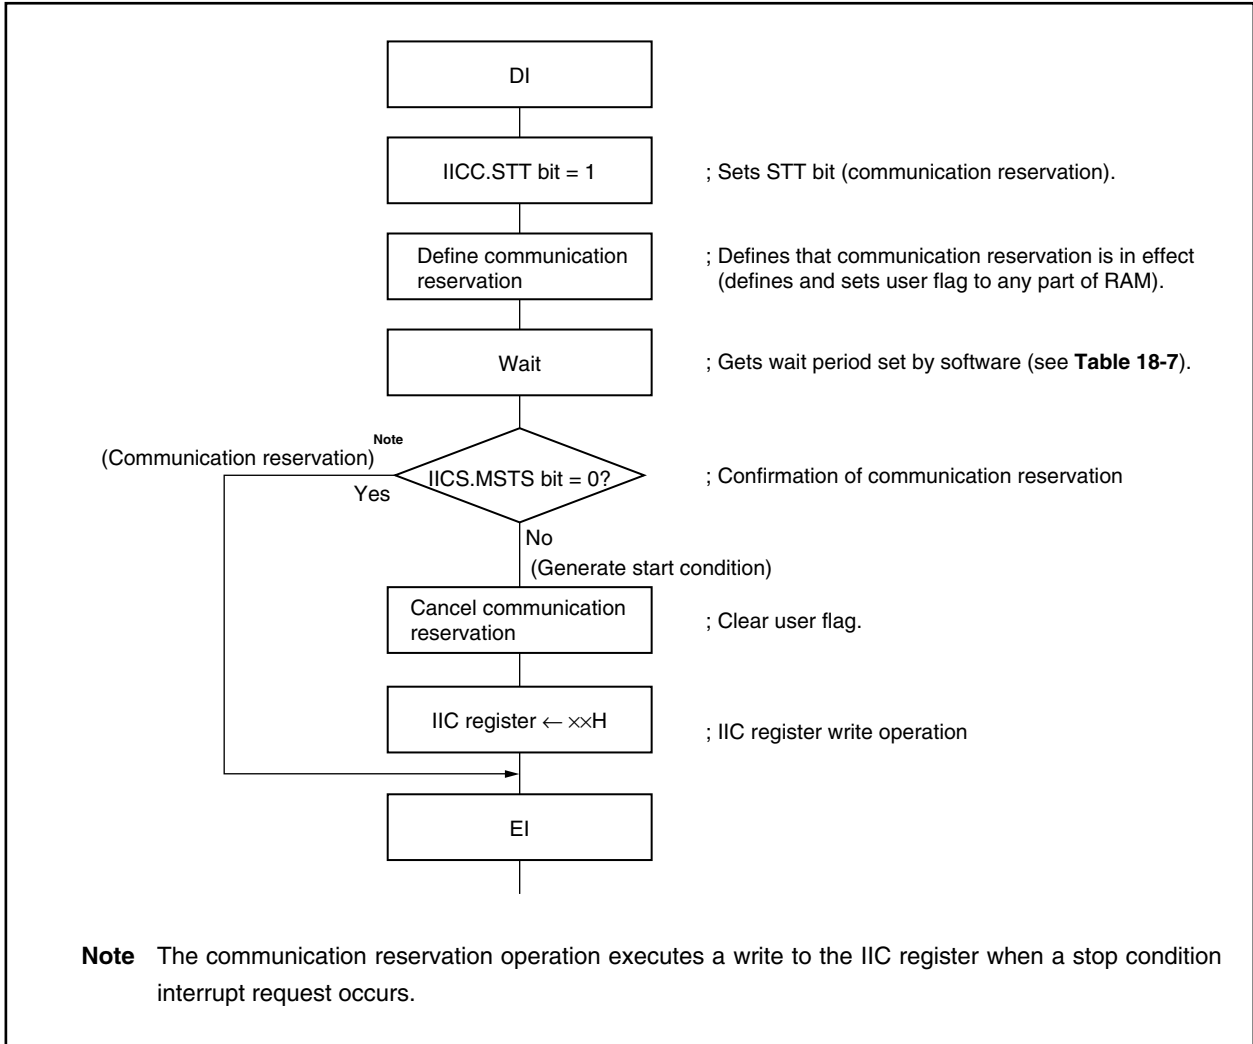 DI
IICC.STT bit = 1
; Sets STT bit (communication reservation).
Define communication
reservation
; Defines that communication reservation is in effect
(defines and sets user flag to any part of RAM).
Wait
; Gets wait period set by software (see Table 18-7).
(Communication reservation) Note
IICS.MSTS bit = 0?
; Confirmation of communication reservation
Yes
No
(Generate start condition)
Cancel communication
reservation
; Clear user flag.
IIC register ← ××H
; IIC register write operation
EI
Note The communication reservation operation executes a write to the IIC register when a stop condition
interrupt request occurs.